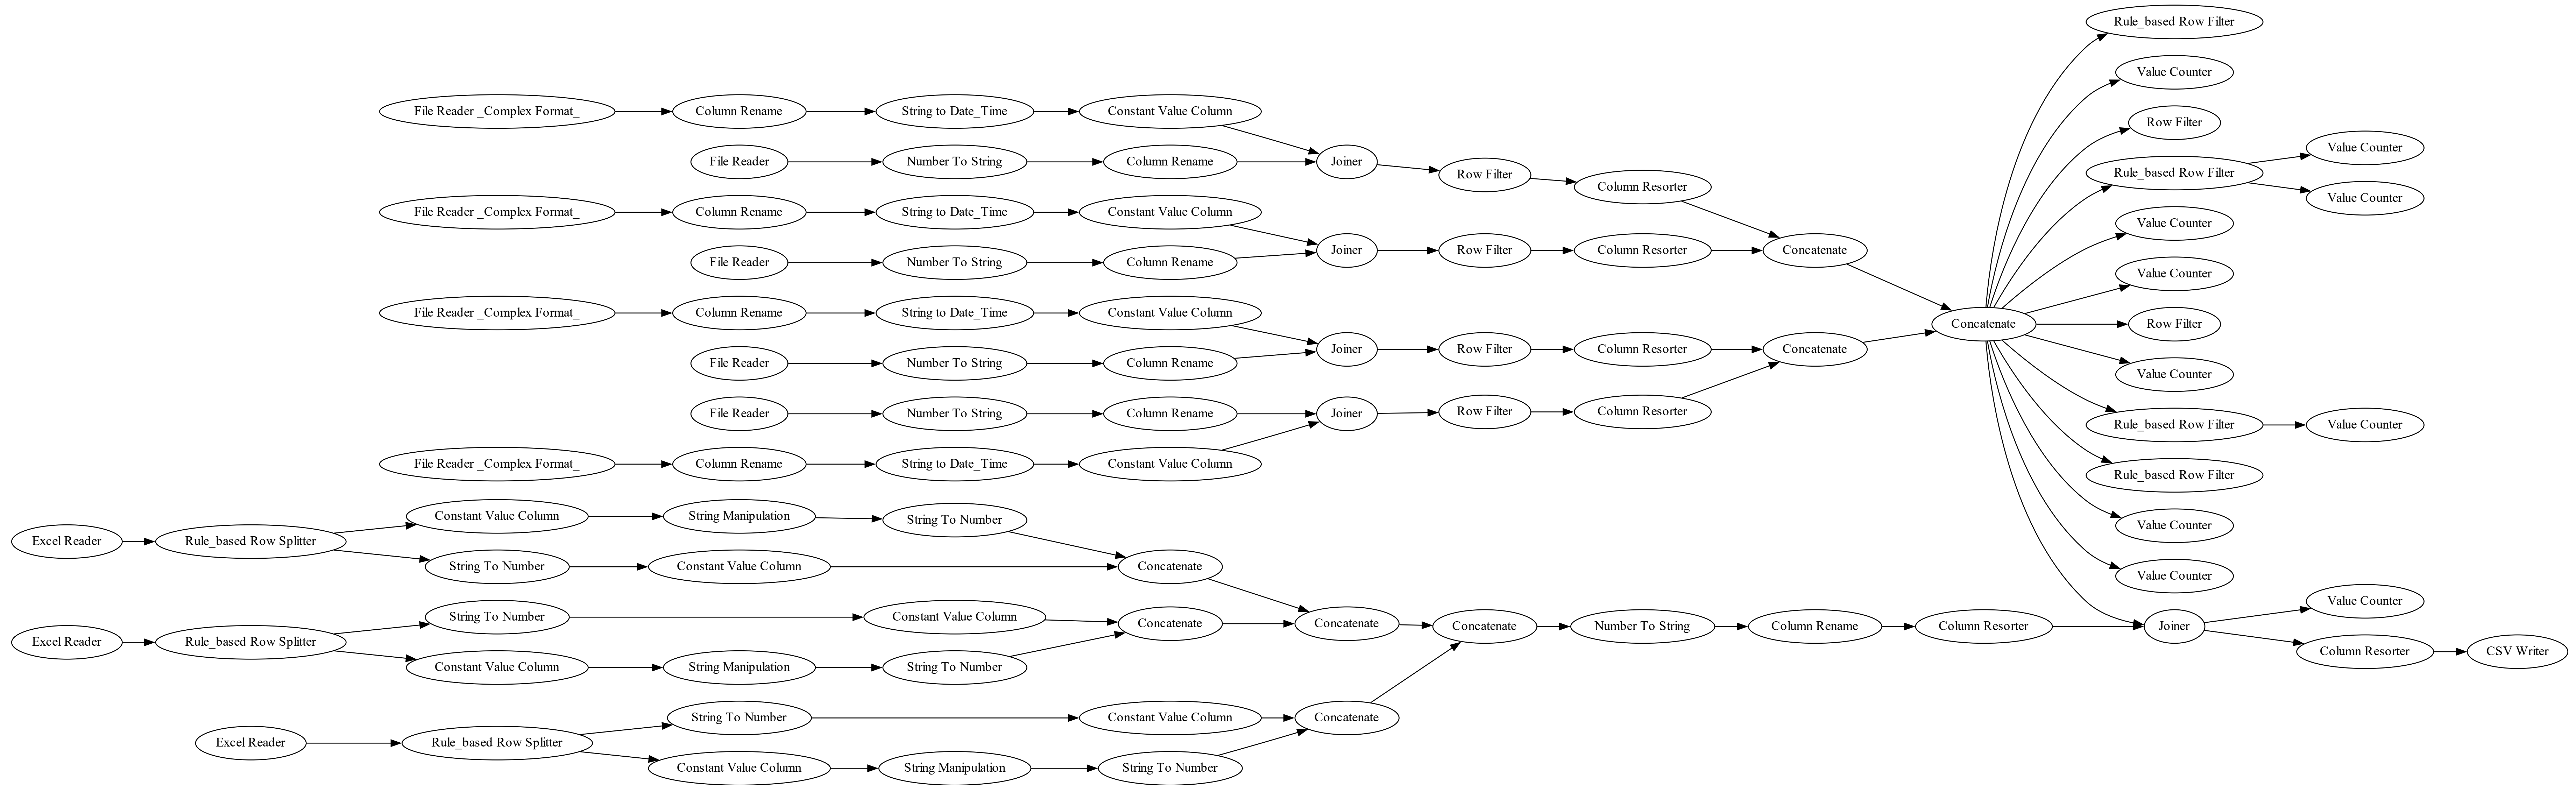 Rule_based Row Filter
Value Counter
File Reader _Complex Format_
Column Rename
String to Date_Time
Constant Value Column
Row Filter
File Reader
Number To String
Column Rename
Joiner
Row Filter
Column Resorter
Rule_based Row Filter
Value Counter
Value Counter
File Reader _Complex Format_
Column Rename
String to Date_Time
Constant Value Column
Value Counter
File Reader
Number To String
Column Rename
Joiner
Row Filter
Column Resorter
Concatenate
Value Counter
File Reader _Complex Format_
Column Rename
String to Date_Time
Constant Value Column
Concatenate
Row Filter
File Reader
Number To String
Column Rename
Joiner
Row Filter
Column Resorter
Concatenate
Value Counter
File Reader
Number To String
Column Rename
Joiner
Row Filter
Column Resorter
Rule_based Row Filter
Value Counter
File Reader _Complex Format_
Column Rename
String to Date_Time
Constant Value Column
Rule_based Row Filter
Excel Reader
Rule_based Row Splitter
Constant Value Column
String Manipulation
String To Number
Value Counter
String To Number
Constant Value Column
Concatenate
Value Counter
Excel Reader
Rule_based Row Splitter
String To Number
Constant Value Column
Concatenate
Concatenate
Concatenate
Number To String
Column Rename
Column Resorter
Joiner
Value Counter
Constant Value Column
String Manipulation
String To Number
Column Resorter
CSV Writer
Excel Reader
Rule_based Row Splitter
String To Number
Constant Value Column
Concatenate
Constant Value Column
String Manipulation
String To Number